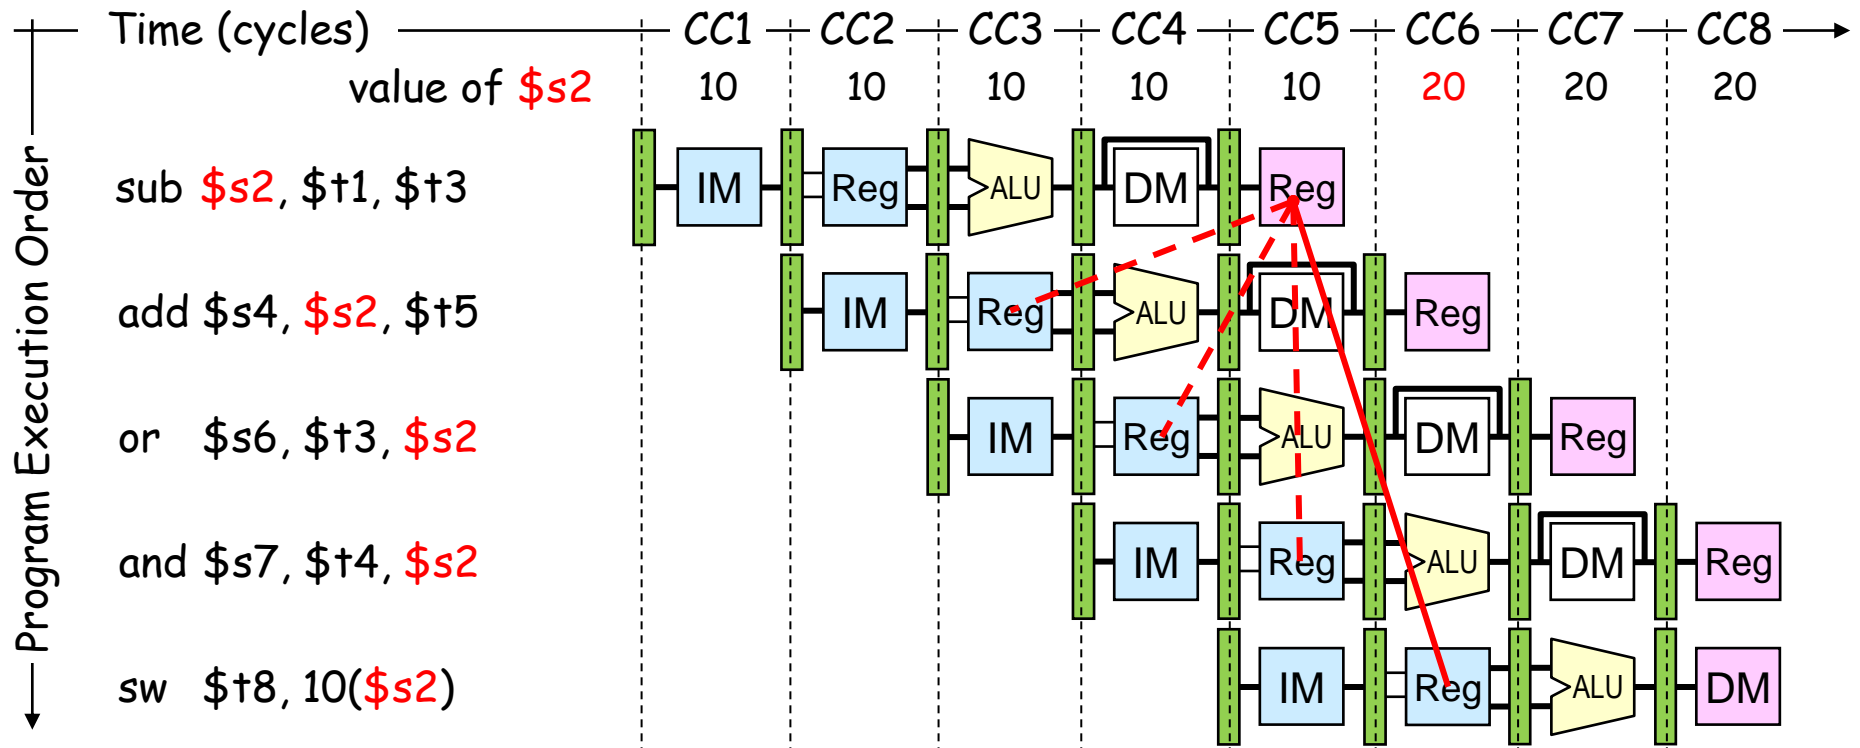 Time (cycles) CC1 CC2 CC3 CC4 CC5 CC6 CC7 CC8
value of $s2 10 10 10 10 10 20 20 20
Program Execution Order
sub $s2, $t1, $t3 IM Reg ALU DM Reg
add $s4, $s2, $t5 IM Reg ALU DM Reg
or $s6, $t3, $s2 IM Reg ALU DM Reg
and $s7, $t4, $s2 IM Reg ALU DM Reg
sw $t8, 10($s2) IM Reg ALU DM